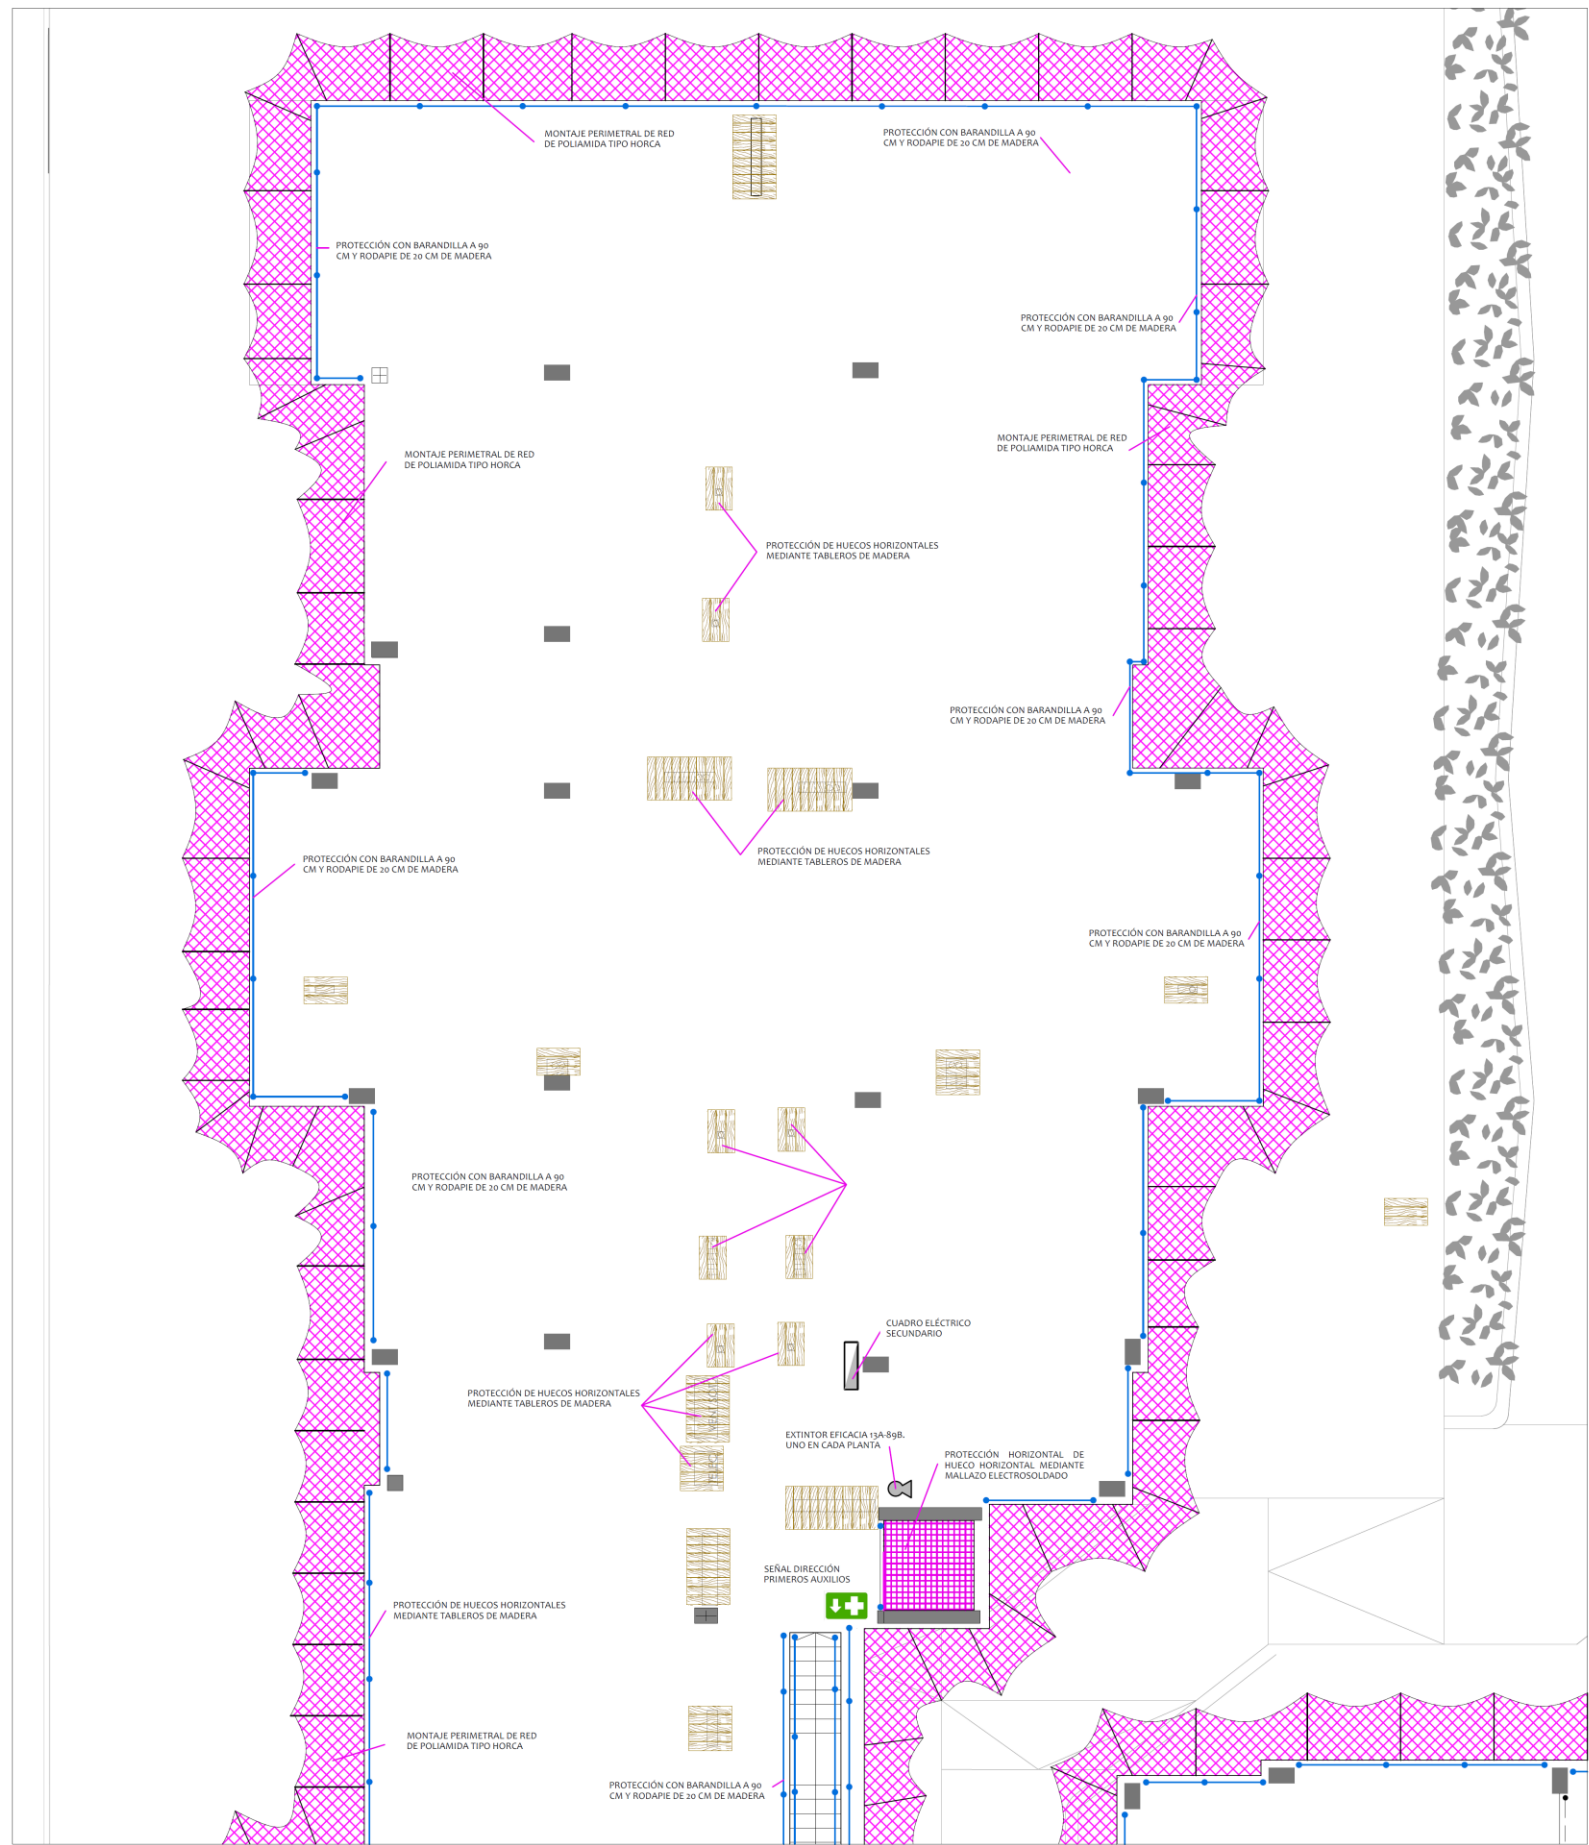 MONTAJE PERIMETRAL DE RED
DE POLIAMIDA TIPO HORCA
PROTECCIÓN CON BARANDILLA A 90
CM Y RODAPIE DE 20 CM DE MADERA
PROTECCIÓN CON BARANDILLA A 90
CM Y RODAPIE DE 20 CM DE MADERA
PROTECCIÓN CON BARANDILLA A 90
CM Y RODAPIE DE 20 CM DE MADERA
MONTAJE PERIMETRAL DE RED
DE POLIAMIDA TIPO HORCA
MONTAJE PERIMETRAL DE RED
DE POLIAMIDA TIPO HORCA
PROTECCIÓN DE HUECOS HORIZONTALES
MEDIANTE TABLEROS DE MADERA
PROTECCIÓN CON BARANDILLA A 90
CM Y RODAPIE DE 20 CM DE MADERA
PROTECCIÓN DE HUECOS HORIZONTALES
MEDIANTE TABLEROS DE MADERA
PROTECCIÓN CON BARANDILLA A 90
CM Y RODAPIE DE 20 CM DE MADERA
PROTECCIÓN CON BARANDILLA A 90
CM Y RODAPIE DE 20 CM DE MADERA
PROTECCIÓN CON BARANDILLA A 90
CM Y RODAPIE DE 20 CM DE MADERA
CUADRO ELÉCTRICO
SECUNDARIO
PROTECCIÓN DE HUECOS HORIZONTALES
MEDIANTE TABLEROS DE MADERA
EXTINTOR EFICACIA 13A-89B.
UNO EN CADA PLANTA
PROTECCIÓN HORIZONTAL DE
HUECO HORIZONTAL MEDIANTE
MALLAZO ELECTROSOLDADO
SEÑAL DIRECCIÓN
PRIMEROS AUXILIOS
PROTECCIÓN DE HUECOS HORIZONTALES
MEDIANTE TABLEROS DE MADERA
MONTAJE PERIMETRAL DE RED
DE POLIAMIDA TIPO HORCA
PROTECCIÓN CON BARANDILLA A 90
CM Y RODAPIE DE 20 CM DE MADERA